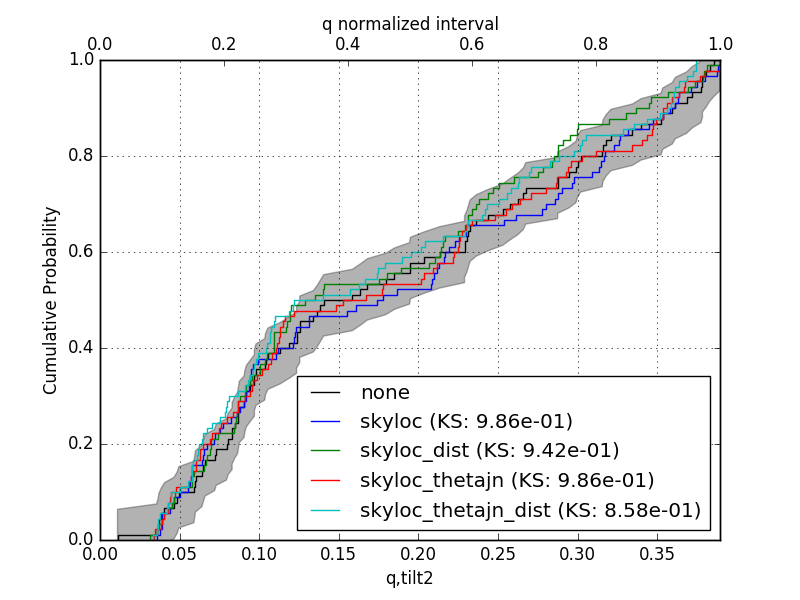 q normalized interval
0.0 0.2 0.4 0.6 0.8 1.0
1.0
0.8
0.6
0.4
0.2
0.0
Cumulative Probability
none
skyloc (KS: 9.86e-01)
skyloc_dist (KS: 9.42e-01)
skyloc_thetajn (KS: 9.86e-01)
skyloc_thetajn_dist (KS: 8.58e-01)
0.00 0.05 0.10 0.15 0.20 0.25 0.30 0.35
q,tilt2